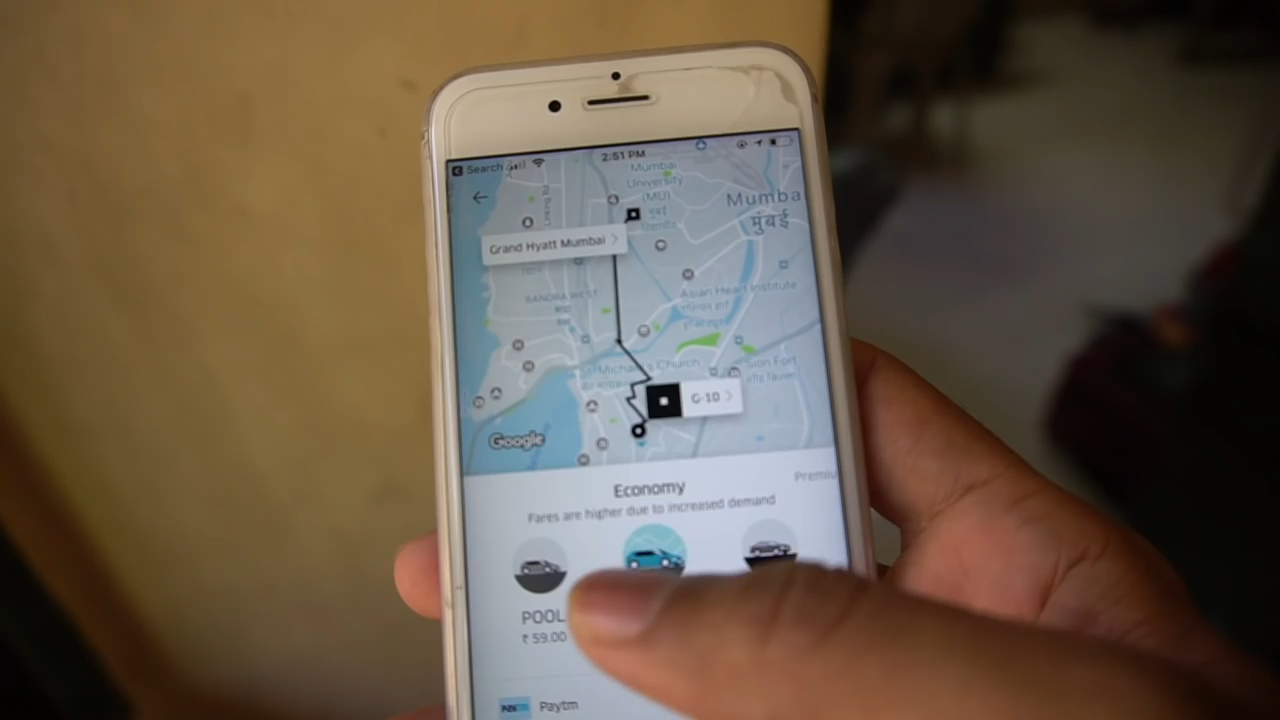 Search
2:51 PM
Mumbai
University
(MU)
मुंबई
Mumba
मुंबई
Grand Hyatt Mumbai
BANDRA WEST
Asian Heart Institute
St Michael's Church
Sion Fort
G-10
Google
Economy
Premiu
Fares are higher due to increased demand
POOL
₹ 59.00
Paytm